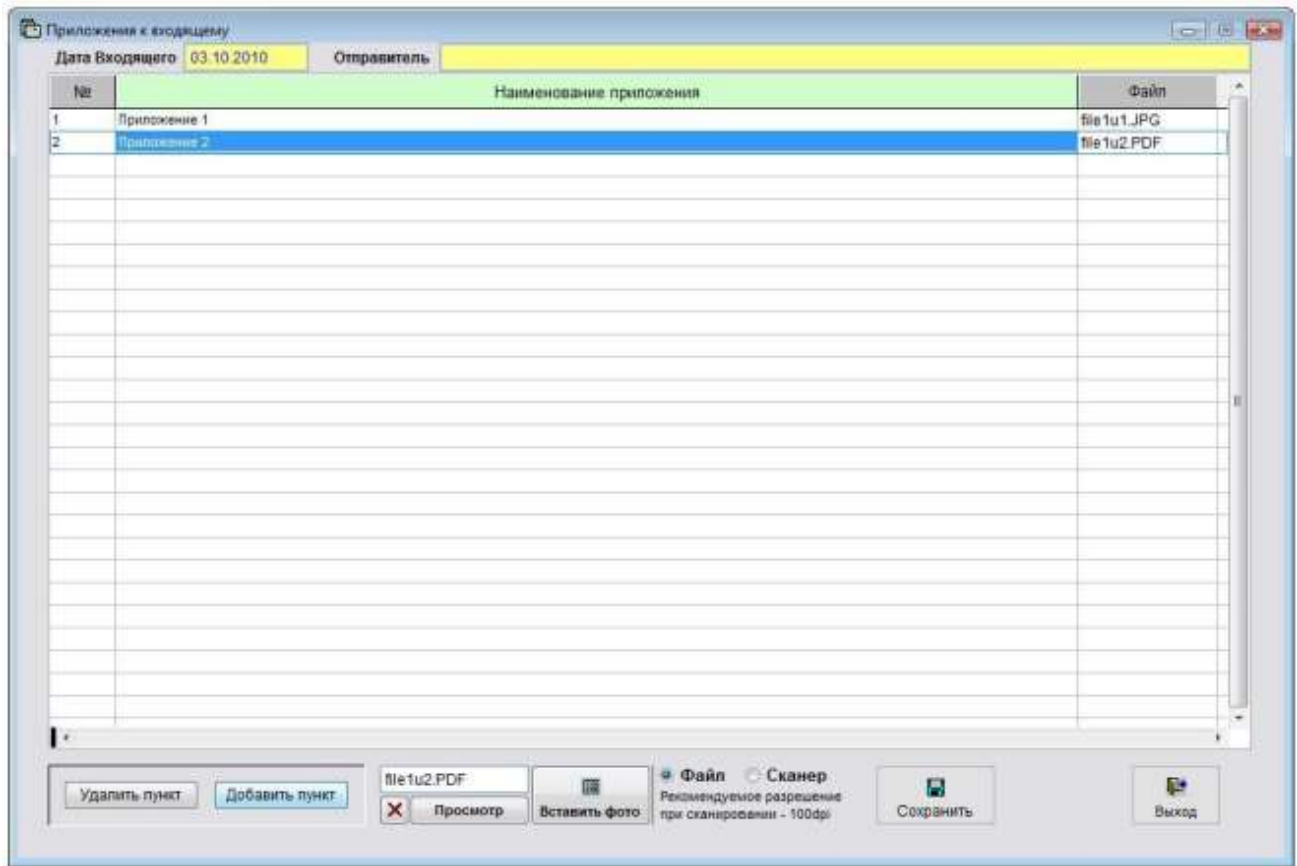 Приложения к входящему
Дата Входящего 03.10.2010 Отправитель
№ Наименование приложения Файл
1 Приложение 1 file1u1.JPG
2 Приложение 2 file1u2.PDF
Удалить пункт Добавить пункт
file1u2.PDF
Просмотр
Вставить фото
Файл Сканер
Рекомендуемое разрешение
при сканировании - 100dpi
Сохранить
Выход